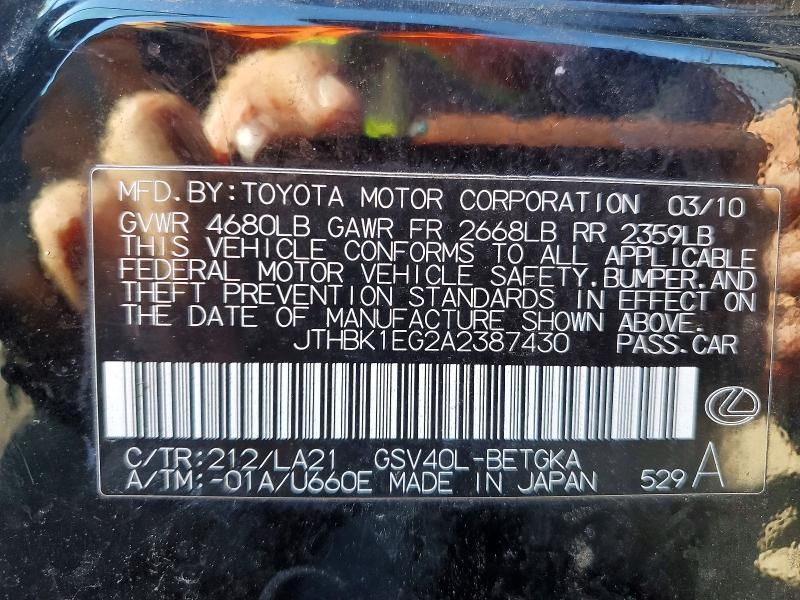 MFD.BY:TOYOTA MOTOR CORPORATION 03/10
GVWR 4680LB GAWR FR 2668LB RR 2359LB
THIS VEHICLE CONFORMS TO ALL APPLICABLE
FEDERAL MOTOR VEHICLE SAFETY.BUMPER.AND
THEFT PREVENTION STANDARDS IN EFFECT ON
THE DATE OF MANUFACTURE SHOWN ABOVE.
JTHBK1EG2A2387430 PASS.CAR
C/TR:212/LA21 GSV40L-BETGKA
A/TM:-01A/U660E MADE IN JAPAN 529 A